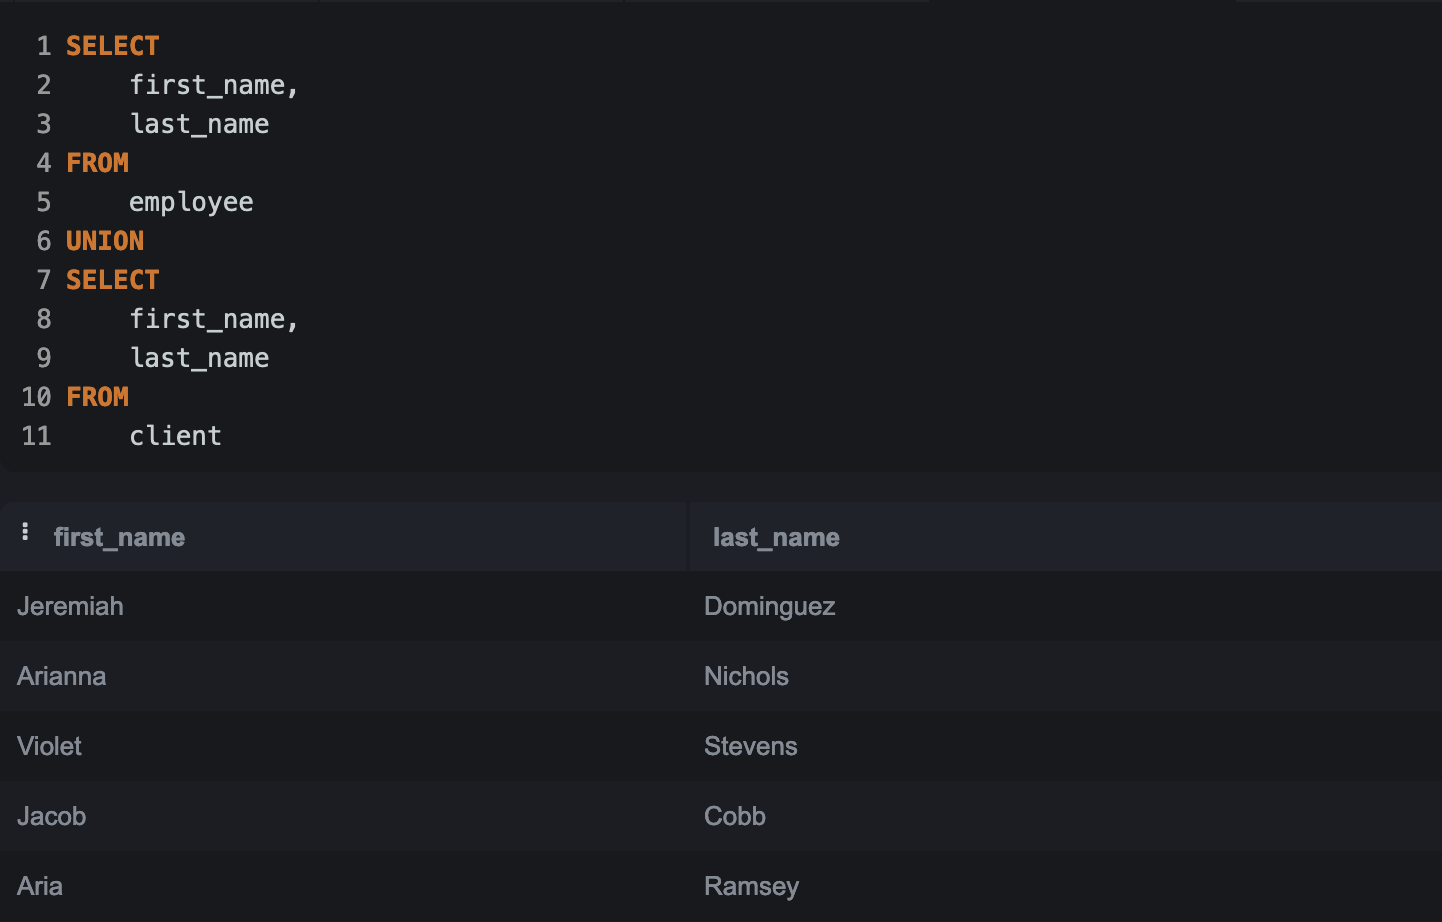 1 SELECT
2 first_name,
3 last_name
4 FROM
5 employee
6 UNION
7 SELECT
8 first_name,
9 last_name
10 FROM
11 client
first_name last_name
Jeremiah Dominguez
Arianna Nichols
Violet Stevens
Jacob Cobb
Aria Ramsey